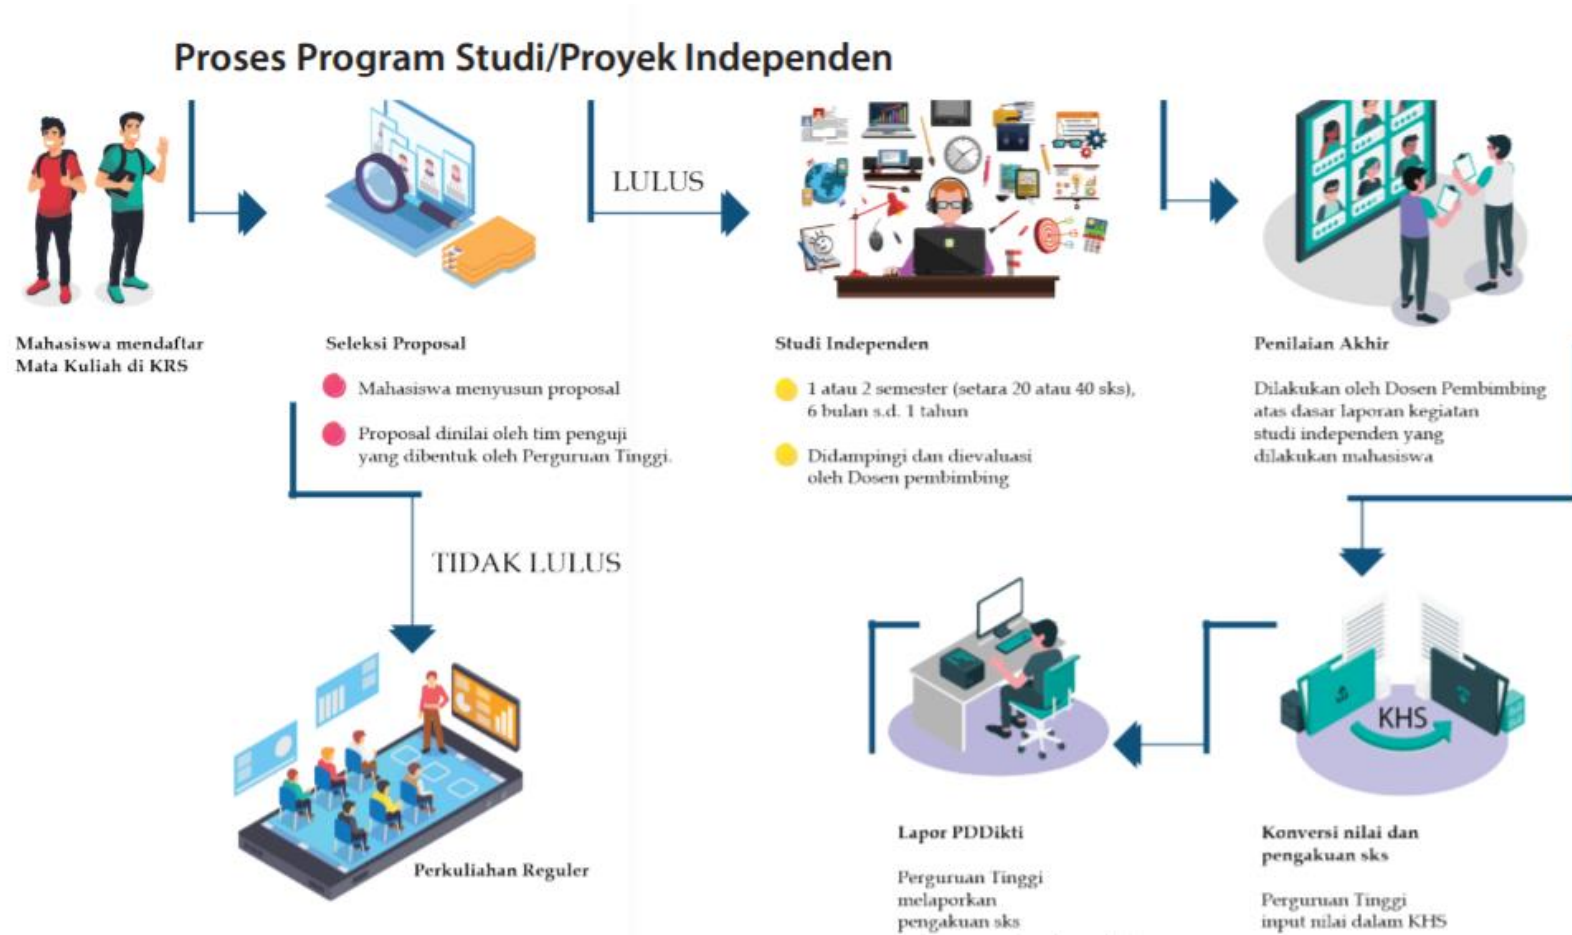 Proses Program Studi/Proyek Independen
LULUS
Mahasiswa mendaftar
Mata Kuliah di KRS
Seleksi Proposal
Mahasiswa menyusun proposal
Proposal dinilai oleh tim penguji
yang dibentuk oleh Perguruan Tinggi.
TIDAK LULUS
Perkuliahan Reguler
Studi Independen
1 atau 2 semester (setara 20 atau 40 sks),
6 bulan s.d. 1 tahun
Didampingi dan dievaluasi
oleh Dosen pembimbing
Penilaian Akhir
Dilakukan oleh Dosen Pembimbing
atas dasar laporan kegiatan
studi independen yang
dilakukan mahasiswa
KHS
Konversi nilai dan
pengakuan sks
Perguruan Tinggi
input nilai dalam KHS
Lapor PDDikti
Perguruan Tinggi
melaporkan
pengakuan sks